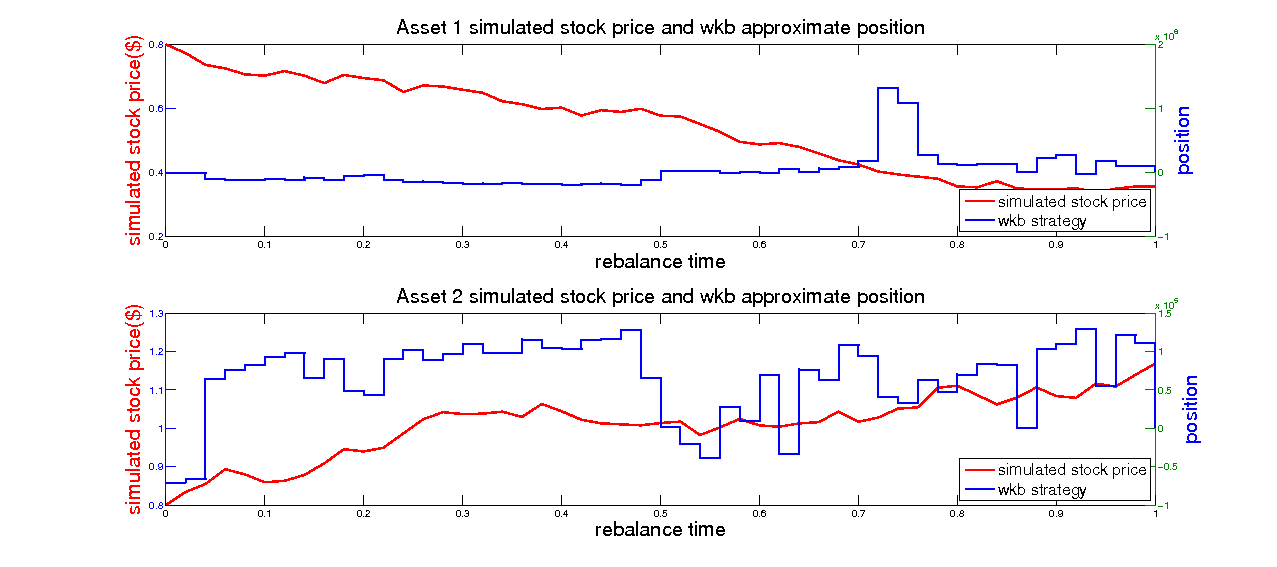 Asset 1 simulated stock price and wkb approximate position
simulated stock price($)
0.8
0.6
0.4
0.2
2
1
0
-1
position
simulated stock price
wkb strategy
0 0.1 0.2 0.3 0.4 0.5 0.6 0.7 0.8 0.9 1
rebalance time
Asset 2 simulated stock price and wkb approximate position
simulated stock price($)
1.3
1.2
1.1
1
0.9
0.8
1.5
1
0.5
0
-0.5
-1
position
simulated stock price
wkb strategy
0 0.1 0.2 0.3 0.4 0.5 0.6 0.7 0.8 0.9 1
rebalance time